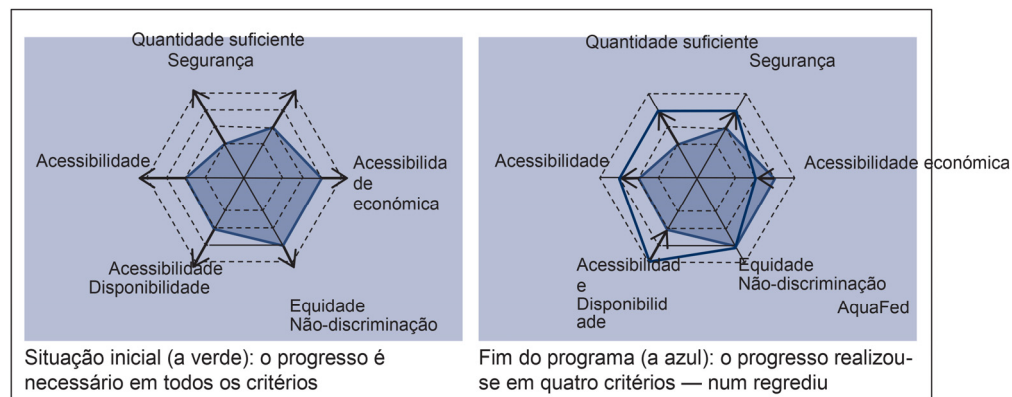 Quantidade suficiente
Segurança
Acessibilidade
Acessibilida
de
económica
Acessibilidade
Disponibilidade
Equidade
Não-discriminação
Situação inicial (a verde): o progresso é
necessário em todos os critérios
Quantidade suficiente
Segurança
Acessibilidade
Acessibilidade económica
Acessibilidad
e
Disponibilid
ade
Equidade
Não-discriminação
AquaFed
Fim do programa (a azul): o progresso realizou-
se em quatro critérios — num regrediu